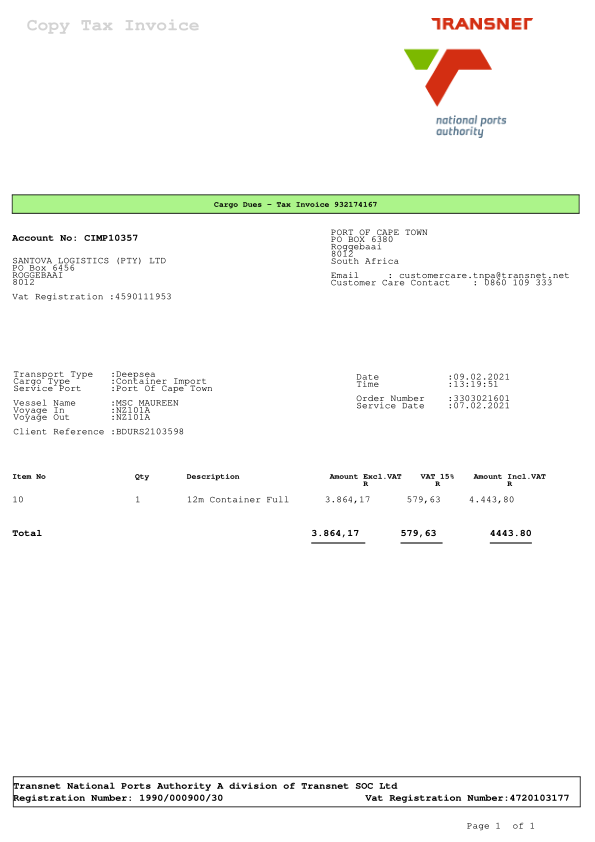 Copy Tax Invoice
TRANSNET
national ports
authority
Cargo Dues - Tax Invoice 932174167
Account No: CIMP10357
SANTOVA LOGISTICS (PTY) LTD
PO Box 6456
ROGGEBAAI
8012
Vat Registration :4590111953
PORT OF CAPE TOWN
PO BOX 6380
Roggebaai
8012
South Africa
Email : customercare.tnpa@transnet.net
Customer Care Contact : 0860 109 333
Transport Type :Deepsea
Cargo Type :Container Import
Service Port :Port Of Cape Town
Vessel Name :MSC MAUREEN
Voyage In :NZ101A
Voyage Out :NZ101A
Client Reference :BDURS2103598
Date :09.02.2021
Time :13:19:51
Order Number :3303021601
Service Date :07.02.2021
Item No Qty Description Amount Excl.VAT VAT 15% Amount Incl.VAT
R R R
10 1 12m Container Full 3.864,17 579,63 4.443,80
Total 3.864,17 579,63 4443.80
Transnet National Ports Authority A division of Transnet SOC Ltd
Registration Number: 1990/000900/30 Vat Registration Number:4720103177
Page 1 of 1